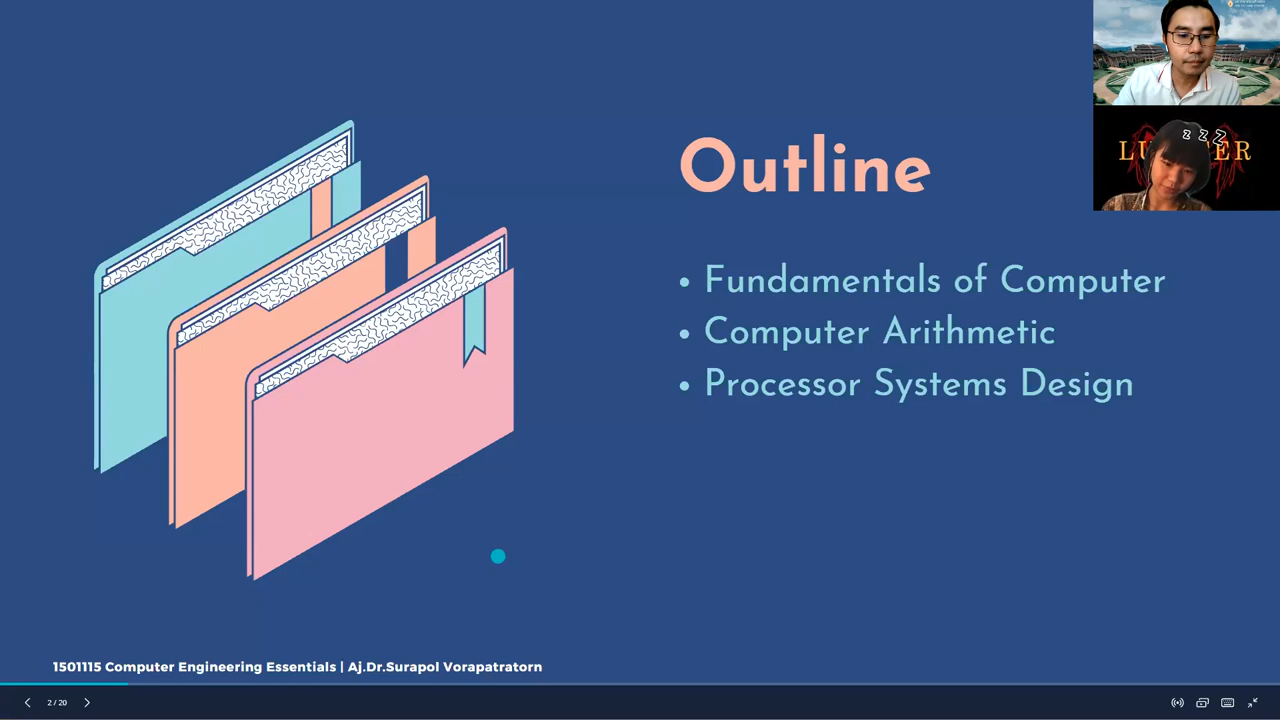 Outline
• Fundamentals of Computer
• Computer Arithmetic
• Processor Systems Design
z z Z
1501115 Computer Engineering Essentials | Aj.Dr.Surapol Vorapatratorn
2 / 20